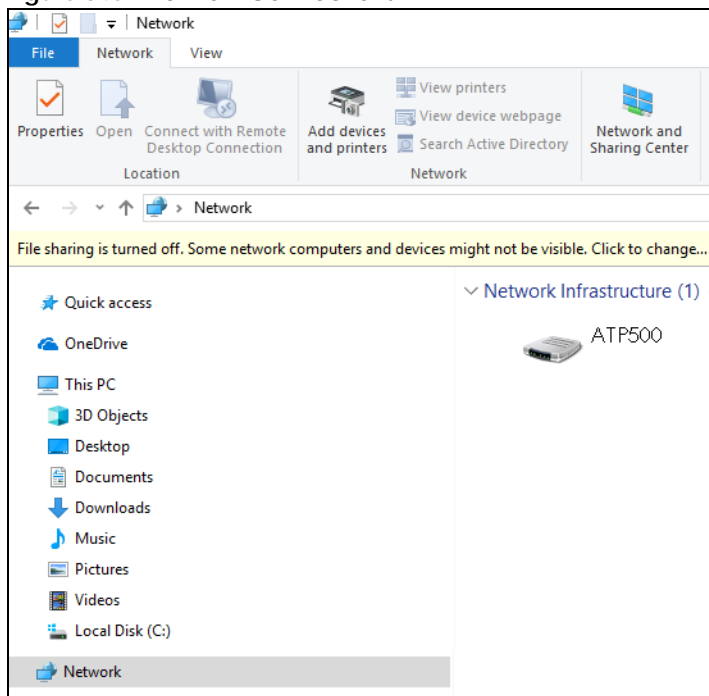 Network
File Network View
Properties Open Connect with Remote Desktop Connection Add devices and printers View printers
View device webpage
Search Active Directory Network and Sharing Center
Location Network
Network
File sharing is turned off. Some network computers and devices might not be visible. Click to change...
Quick access
OneDrive
This PC
3D Objects
Desktop
Documents
Downloads
Music
Pictures
Videos
Local Disk (C:)
Network
Network Infrastructure (1)
ATP500